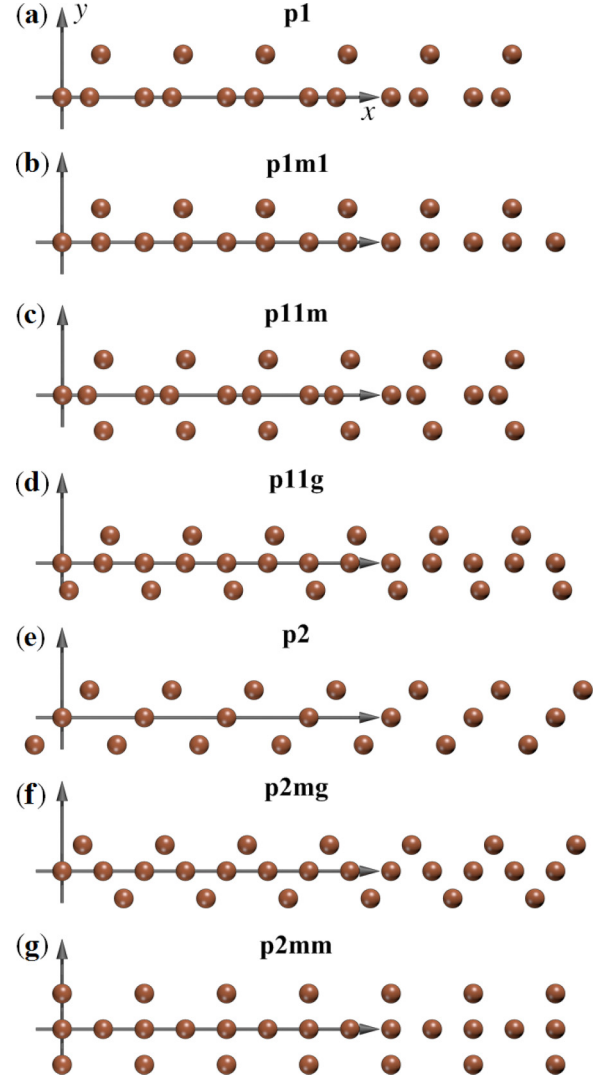 (a) y p1
x
(b) p1m1
(c) p11m
(d) p11g
(e) p2
(f) p2mg
(g) p2mm